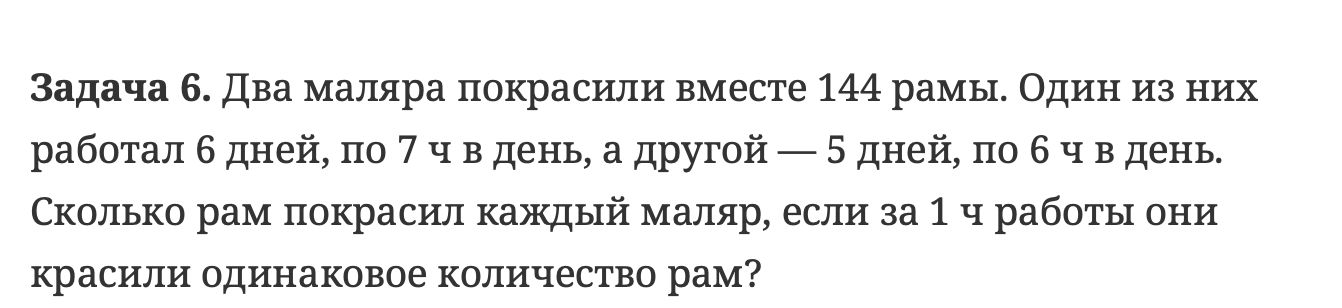 Задача 6. Два маляра покрасили вместе 144 рамы. Один из них
работал 6 дней, по 7 ч в день, а другой — 5 дней, по 6 ч в день.
Сколько рам покрасил каждый маляр, если за 1 ч работы они
красили одинаковое количество рам?